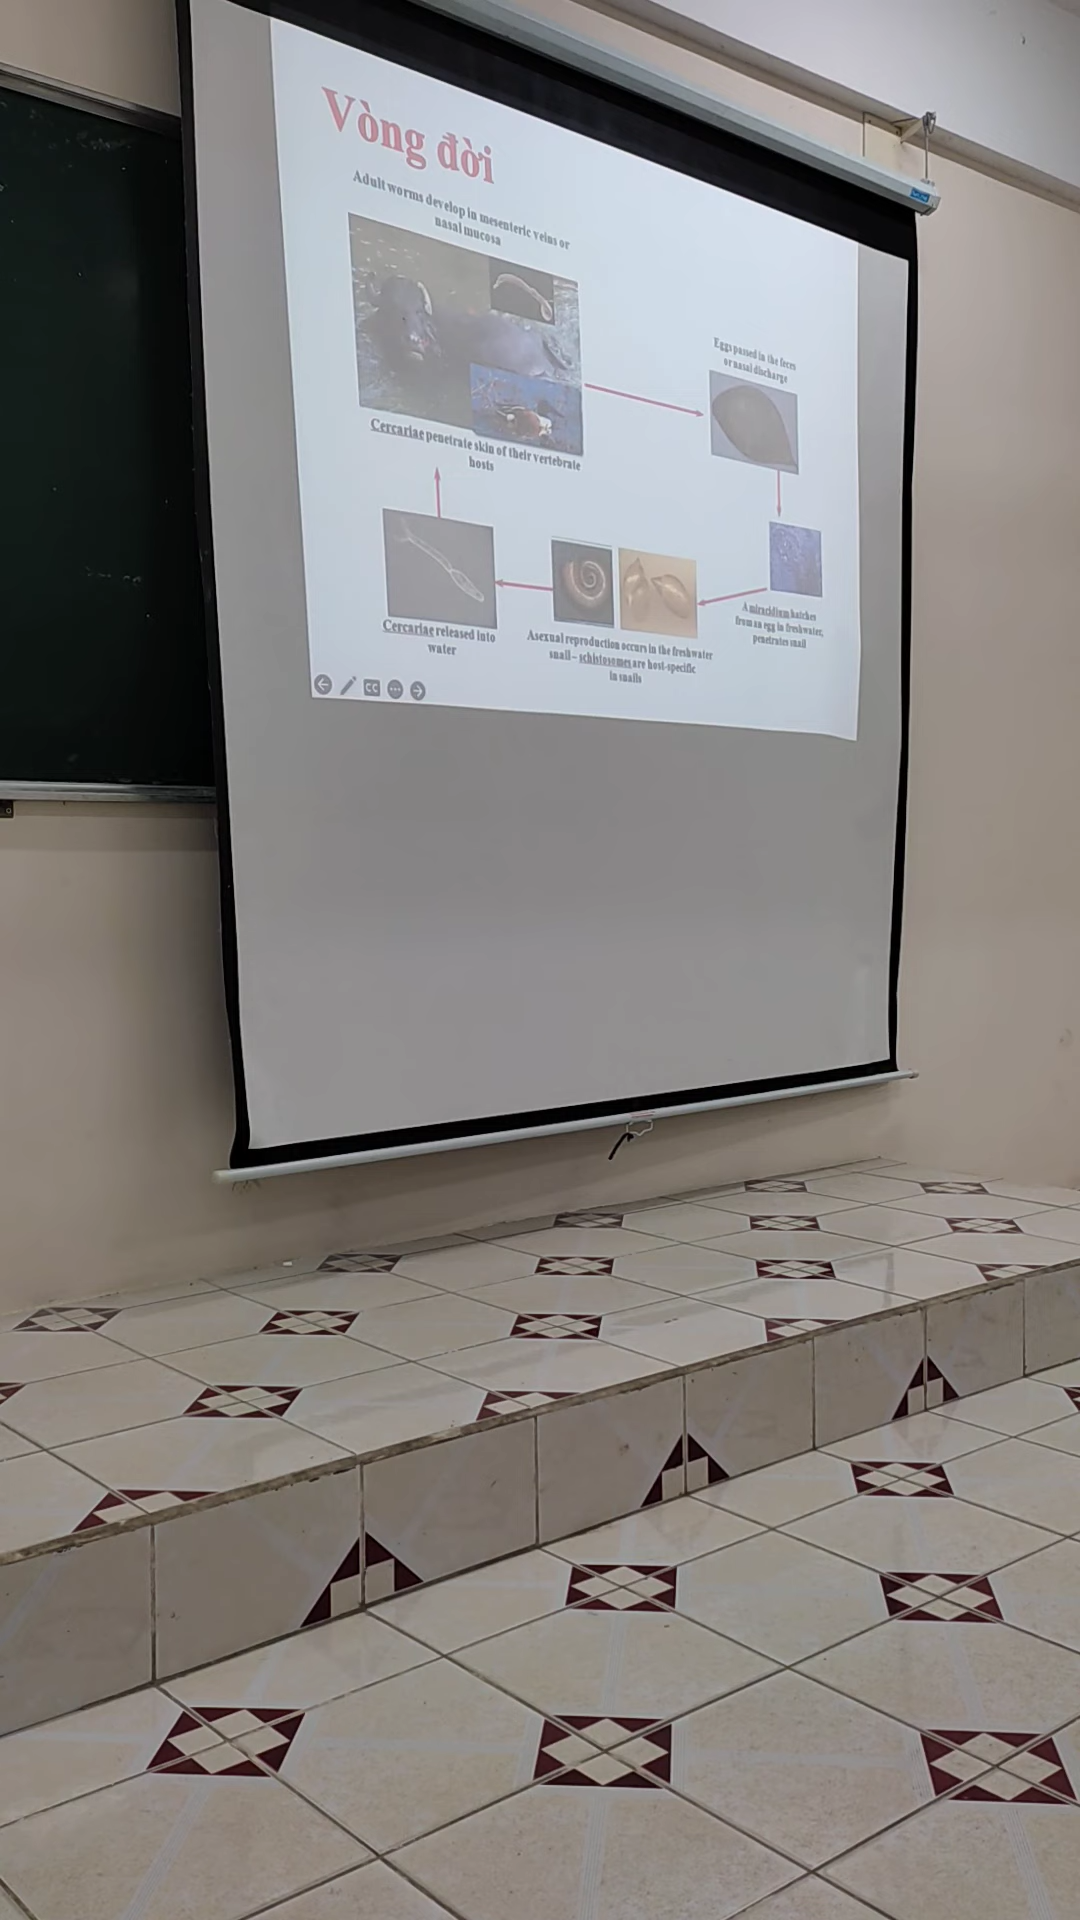 Vòng đời
Adult worms develop in mesenteric veins or
nasal mucosa
Eggs passed in the feces
or nasal discharge
Cercariae penetrate skin of their vertebrate
hosts
A miracidium hatches
from an egg in freshwater,
penetrates snail
Asexual reproduction occurs in the freshwater
snail – schistosomes are host-specific
in snails
Cercariae released into
water
CC